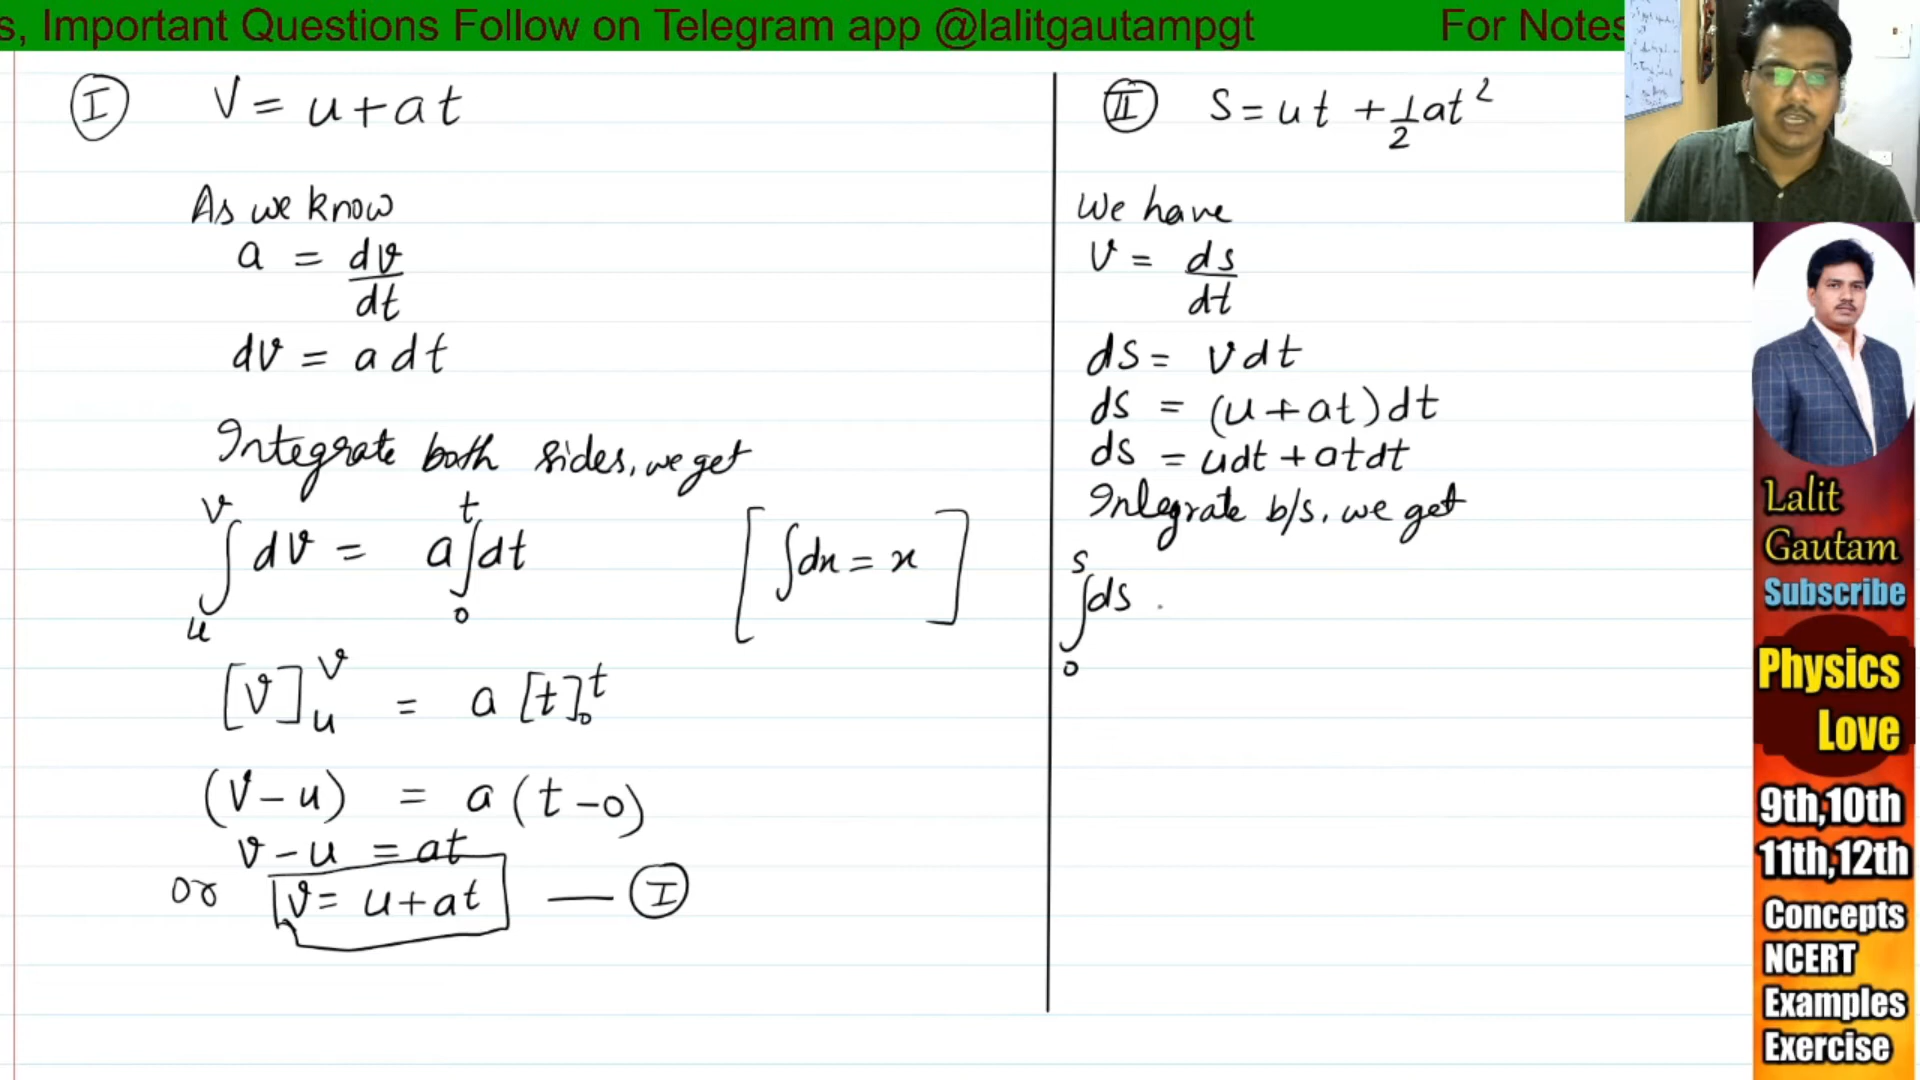 s, Important Questions Follow on Telegram app @lalitgautampgt For Notes
I V = u + at
As we know
a = dv/dt
dv = a dt
Integrate both sides, we get
∫_u^v dv = a ∫_0^t dt [∫dx = x]
[v]_u^v = a [t]_0^t
(v - u) = a (t - 0)
v - u = at
or v = u + at — I
II S = ut + 1/2 at²
We have
v = ds/dt
ds = v dt
ds = (u + at) dt
ds = u dt + at dt
Integrate b/s, we get
∫_0^s ds
Lalit
Gautam
Subscribe
Physics
Love
9th,10th
11th,12th
Concepts
NCERT
Examples
Exercise